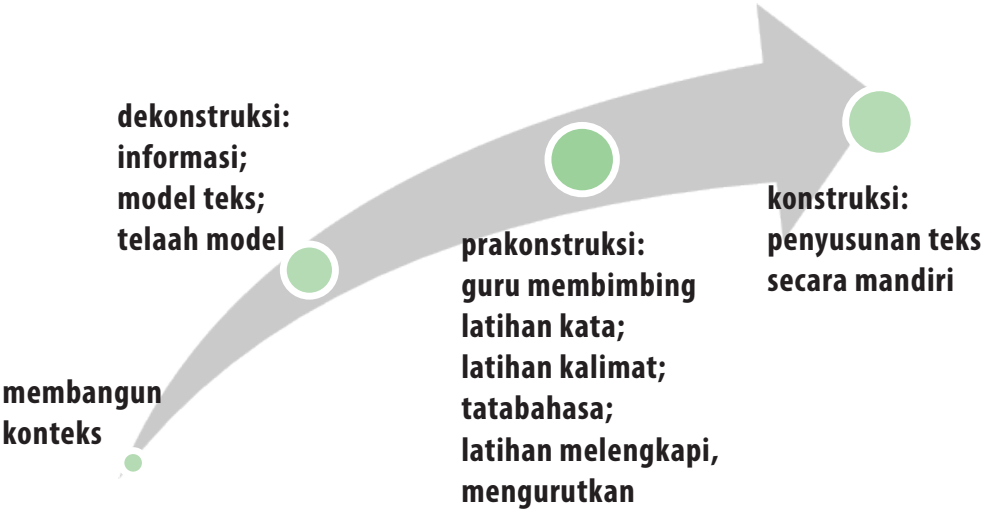 membangun
konteks
dekonstruksi:
informasi;
model teks;
telaah model
prakonstruksi:
guru membimbing
latihan kata;
latihan kalimat;
tatabahasa;
latihan melengkapi,
mengurutkan
konstruksi:
penyusunan teks
secara mandiri